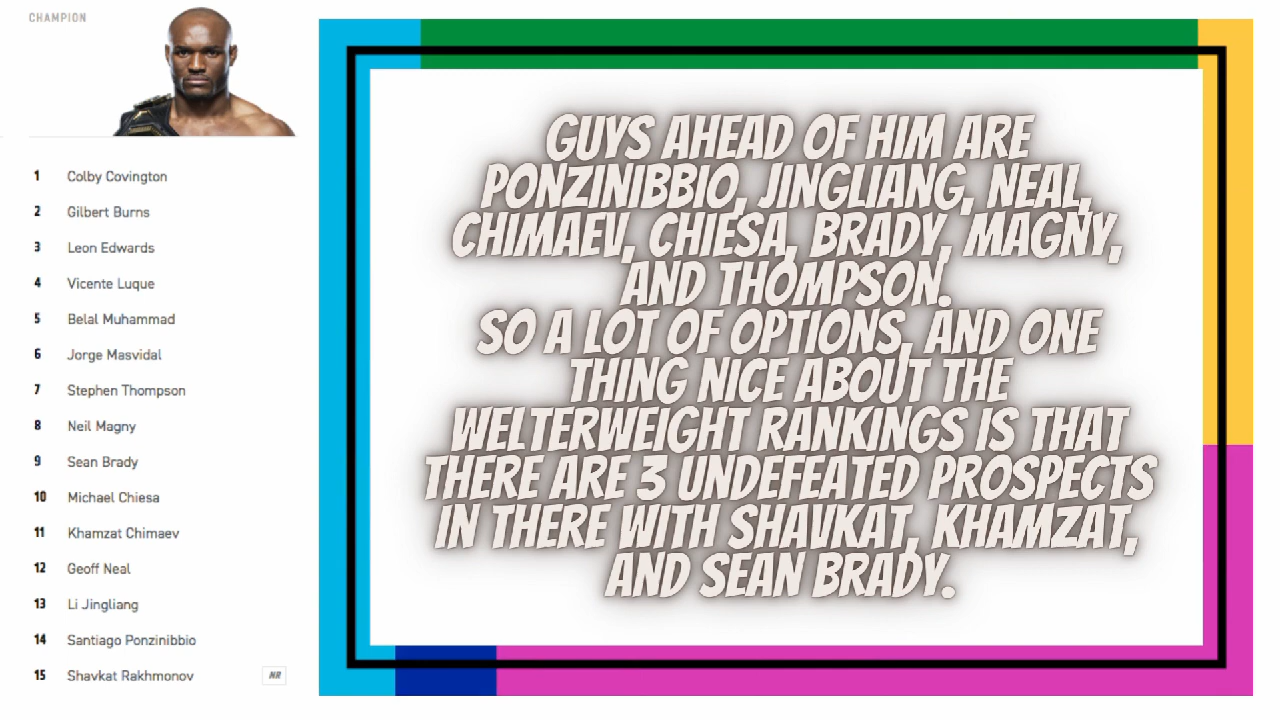 CHAMPION
1 Colby Covington
2 Gilbert Burns
3 Leon Edwards
4 Vicente Luque
5 Belal Muhammad
6 Jorge Masvidal
7 Stephen Thompson
8 Neil Magny
9 Sean Brady
10 Michael Chiesa
11 Khamzat Chimaev
12 Geoff Neal
13 Li Jingliang
14 Santiago Ponzinibbio
15 Shavkat Rakhmonov NR
GUYS AHEAD OF HIM ARE
PONZINIBBIO, JINGLIANG, NEAL,
CHIMAEV, CHIESA, BRADY, MAGNY,
AND THOMPSON.
SO A LOT OF OPTIONS, AND ONE
THING NICE ABOUT THE
WELTERWEIGHT RANKINGS IS THAT
THERE ARE 3 UNDEFEATED PROSPECTS
IN THERE WITH SHAVKAT, KHAMZAT,
AND SEAN BRADY.